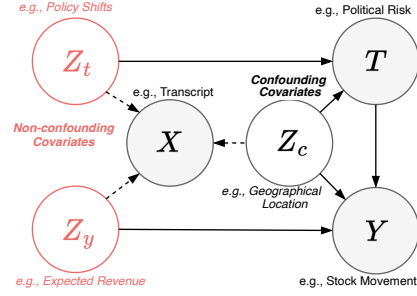 e.g., Policy Shifts
e.g., Political Risk
Z_t
T
Confounding
Covariates
e.g., Transcript
Non-confounding
Covariates
X
Z_c
e.g., Geographical
Location
Z_y
Y
e.g., Expected Revenue
e.g., Stock Movement